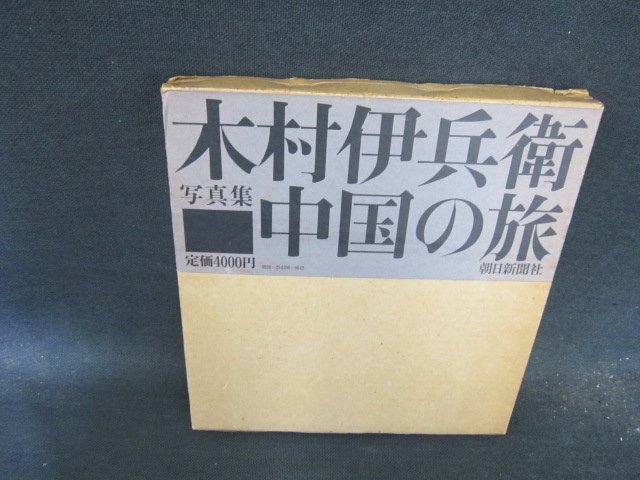 木村伊兵衛
写真集
中国の旅
定価4000円
朝日新聞社